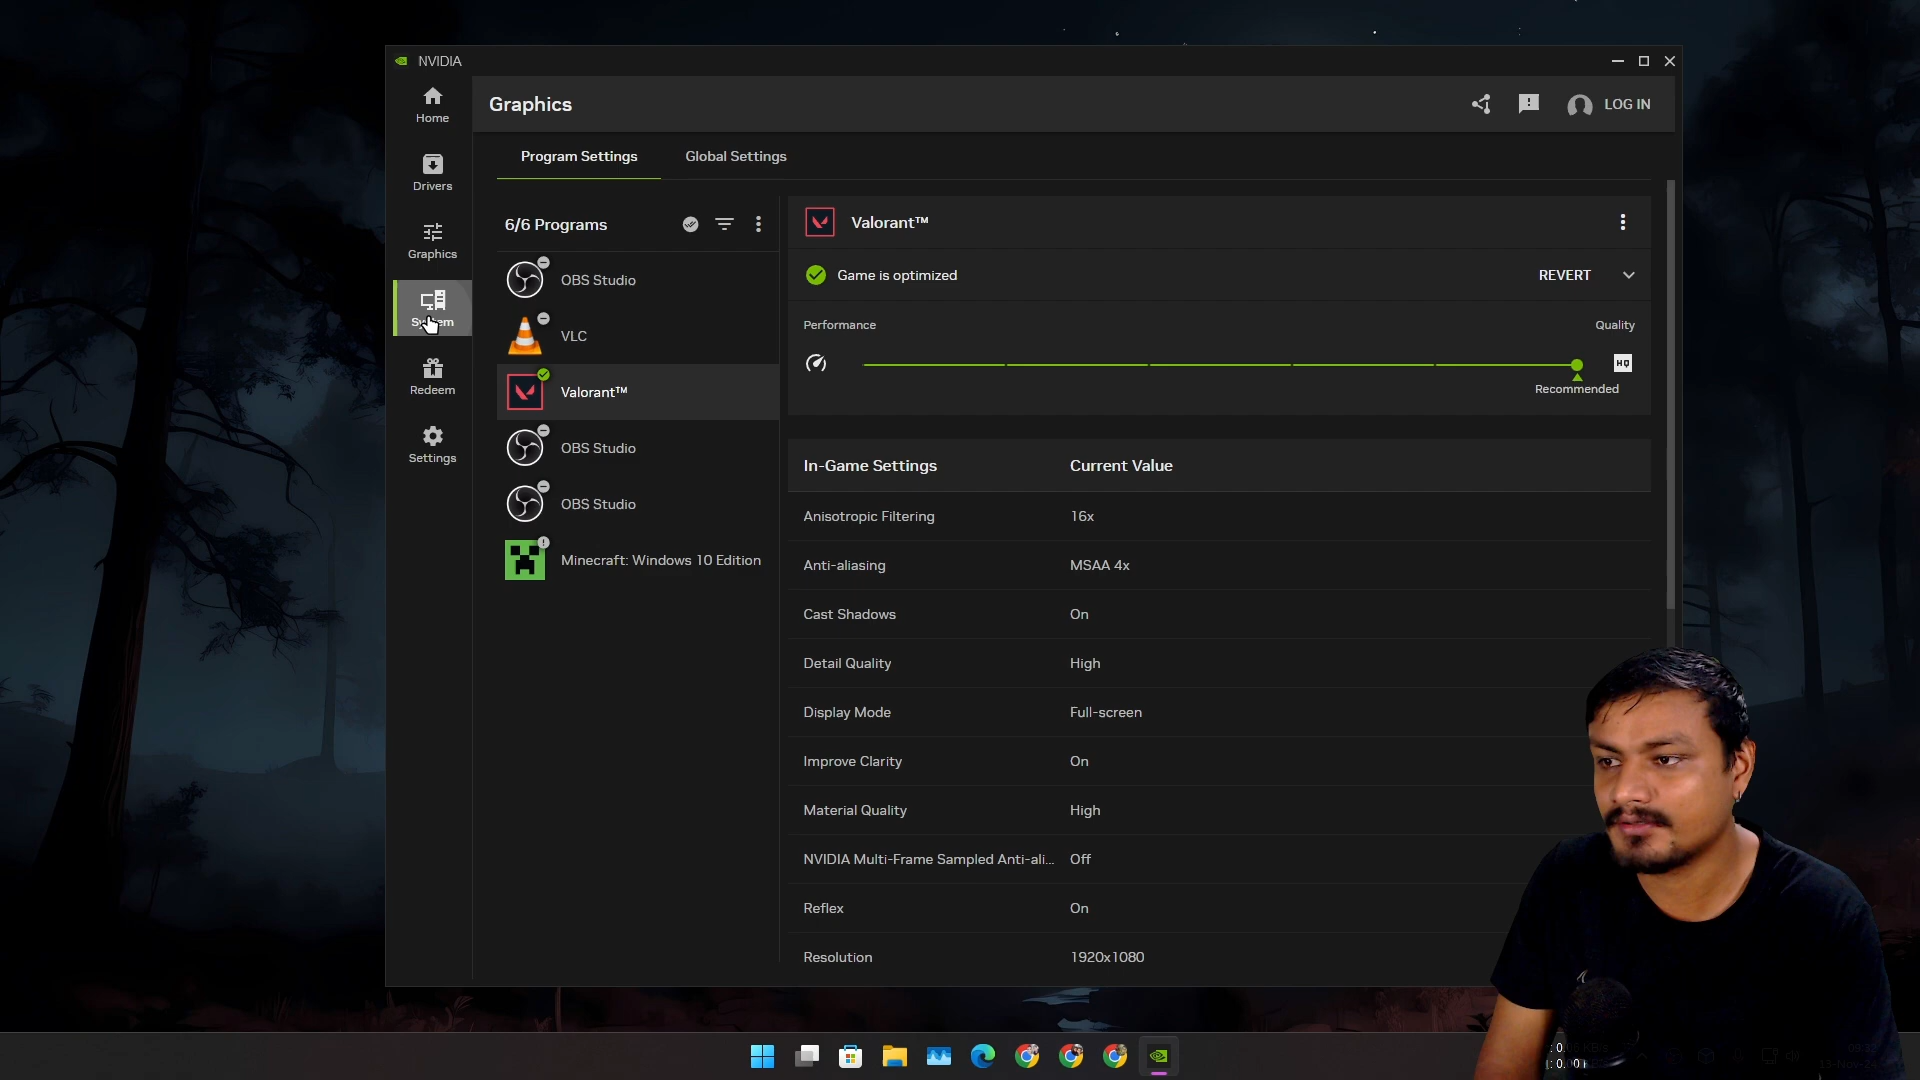 NVIDIA
Home
Drivers
Graphics
System
Redeem
Settings
Graphics
LOG IN
Program Settings
Global Settings
6/6 Programs
OBS Studio
VLC
Valorant™
OBS Studio
OBS Studio
Minecraft: Windows 10 Edition
Valorant™
Game is optimized
REVERT
Performance
Quality
HQ
Recommended
In-Game Settings Current Value
Anisotropic Filtering 16x
Anti-aliasing MSAA 4x
Cast Shadows On
Detail Quality High
Display Mode Full-screen
Improve Clarity On
Material Quality High
NVIDIA Multi-Frame Sampled Anti-ali... Off
Reflex On
Resolution 1920x1080